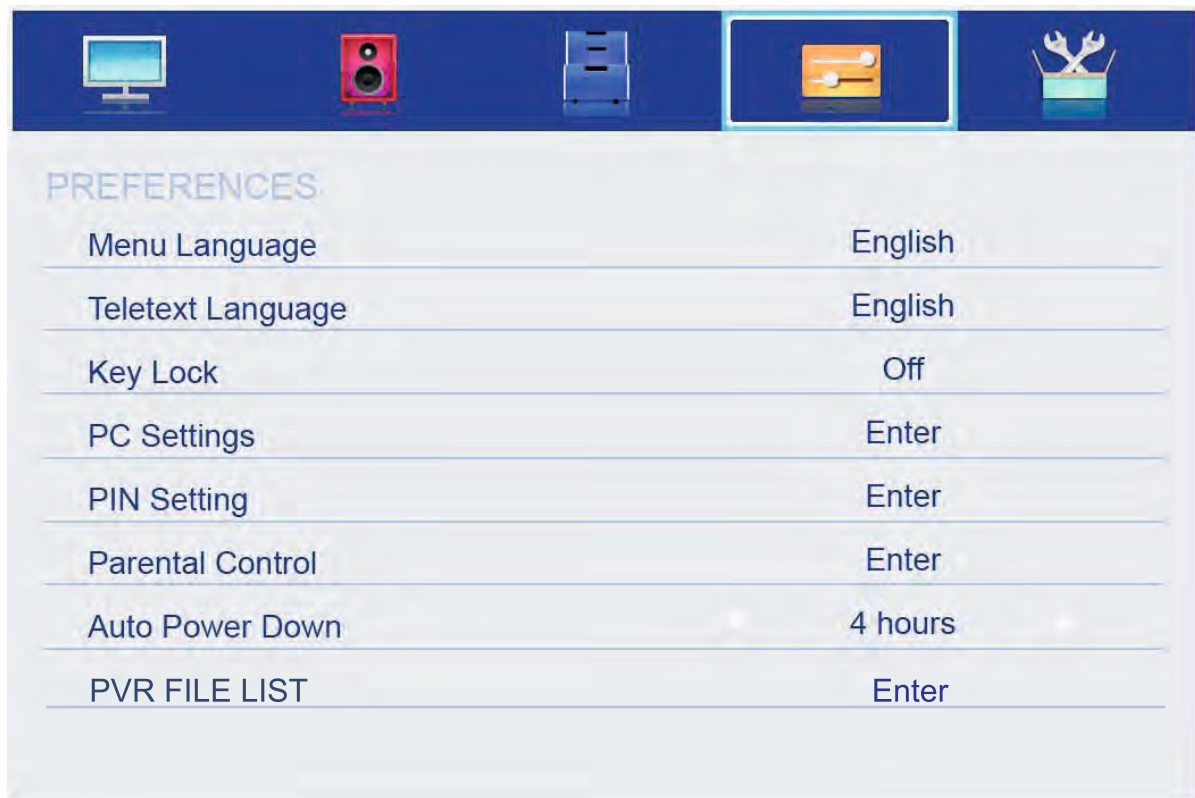 PREFERENCES
Menu Language English
Teletext Language English
Key Lock Off
PC Settings Enter
PIN Setting Enter
Parental Control Enter
Auto Power Down 4 hours
PVR FILE LIST Enter